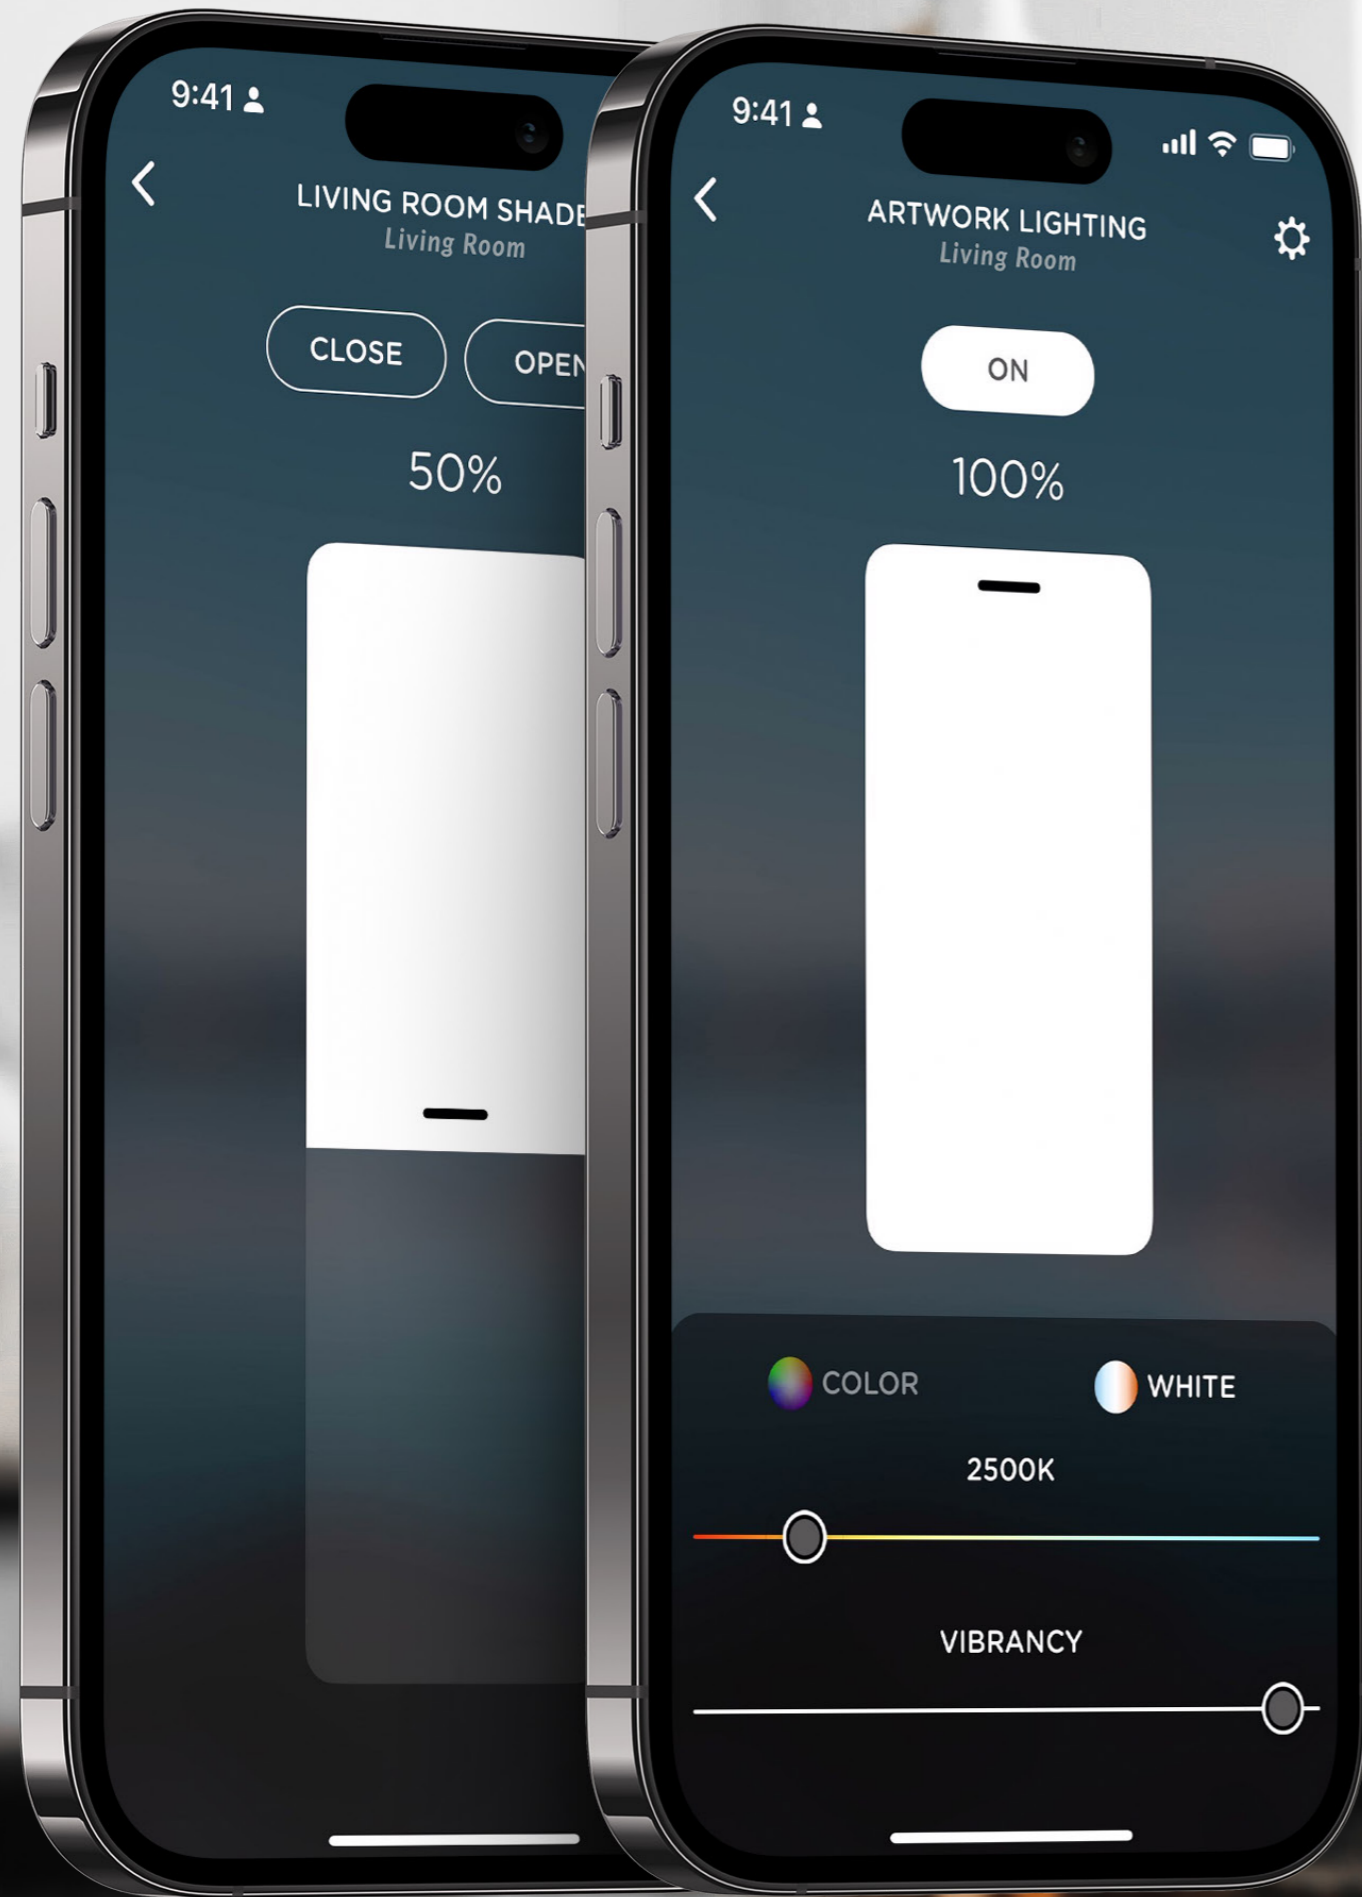 9:41
LIVING ROOM SHADE
Living Room
CLOSE
OPEN
50%
9:41
ARTWORK LIGHTING
Living Room
ON
100%
COLOR
WHITE
2500K
VIBRANCY